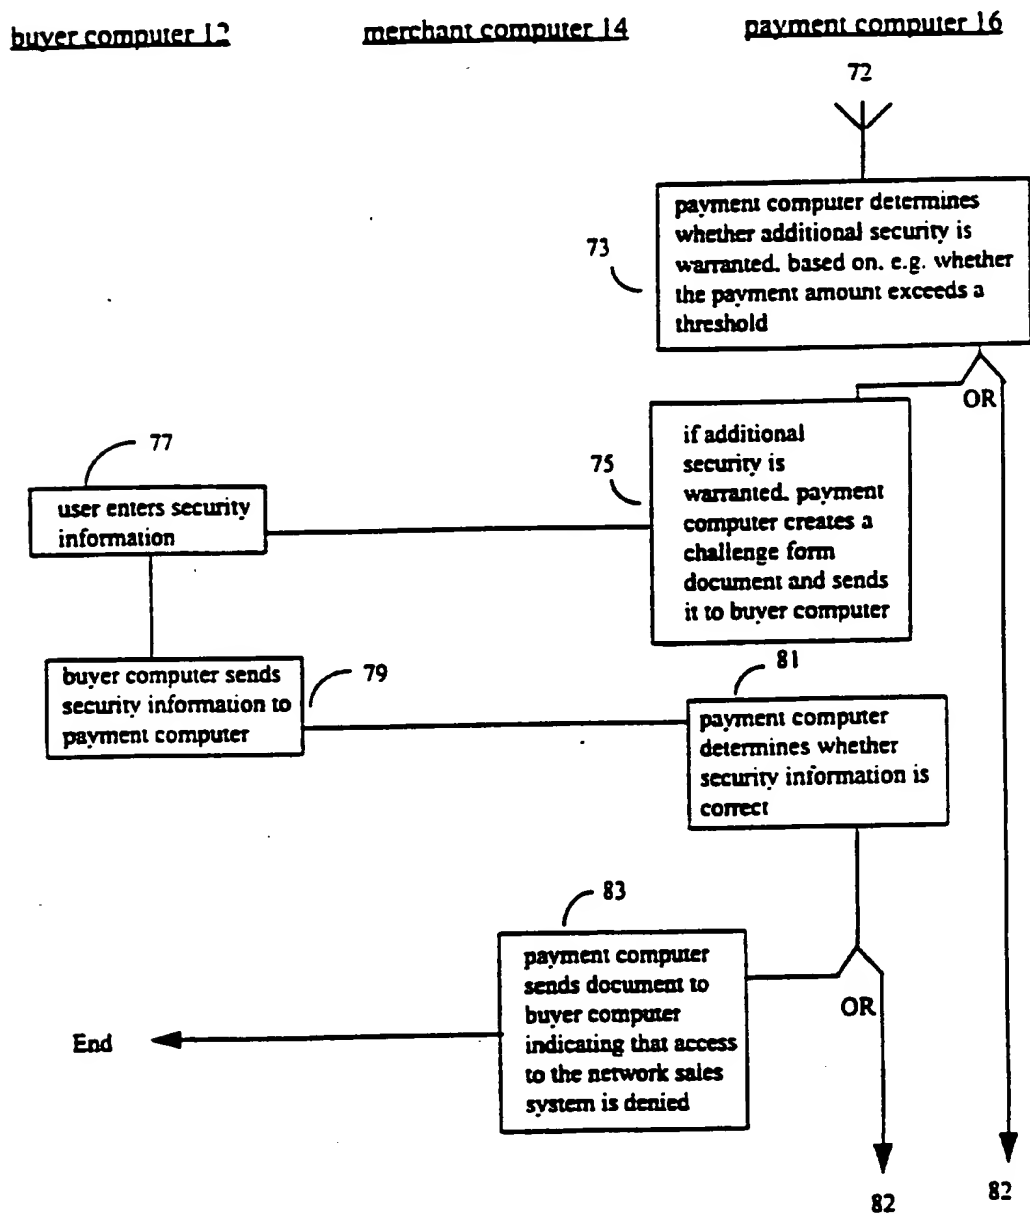 buyer computer 12
merchant computer 14
payment computer 16
72
payment computer determines
whether additional security is
warranted. based on. e.g. whether
the payment amount exceeds a
threshold
73
OR
if additional
security is
warranted. payment
computer creates a
challenge form
document and sends
it to buyer computer
75
77
user enters security
information
buyer computer sends
security information to
payment computer
79
81
payment computer
determines whether
security information is
correct
83
payment computer
sends document to
buyer computer
indicating that access
to the network sales
system is denied
OR
End
82
82